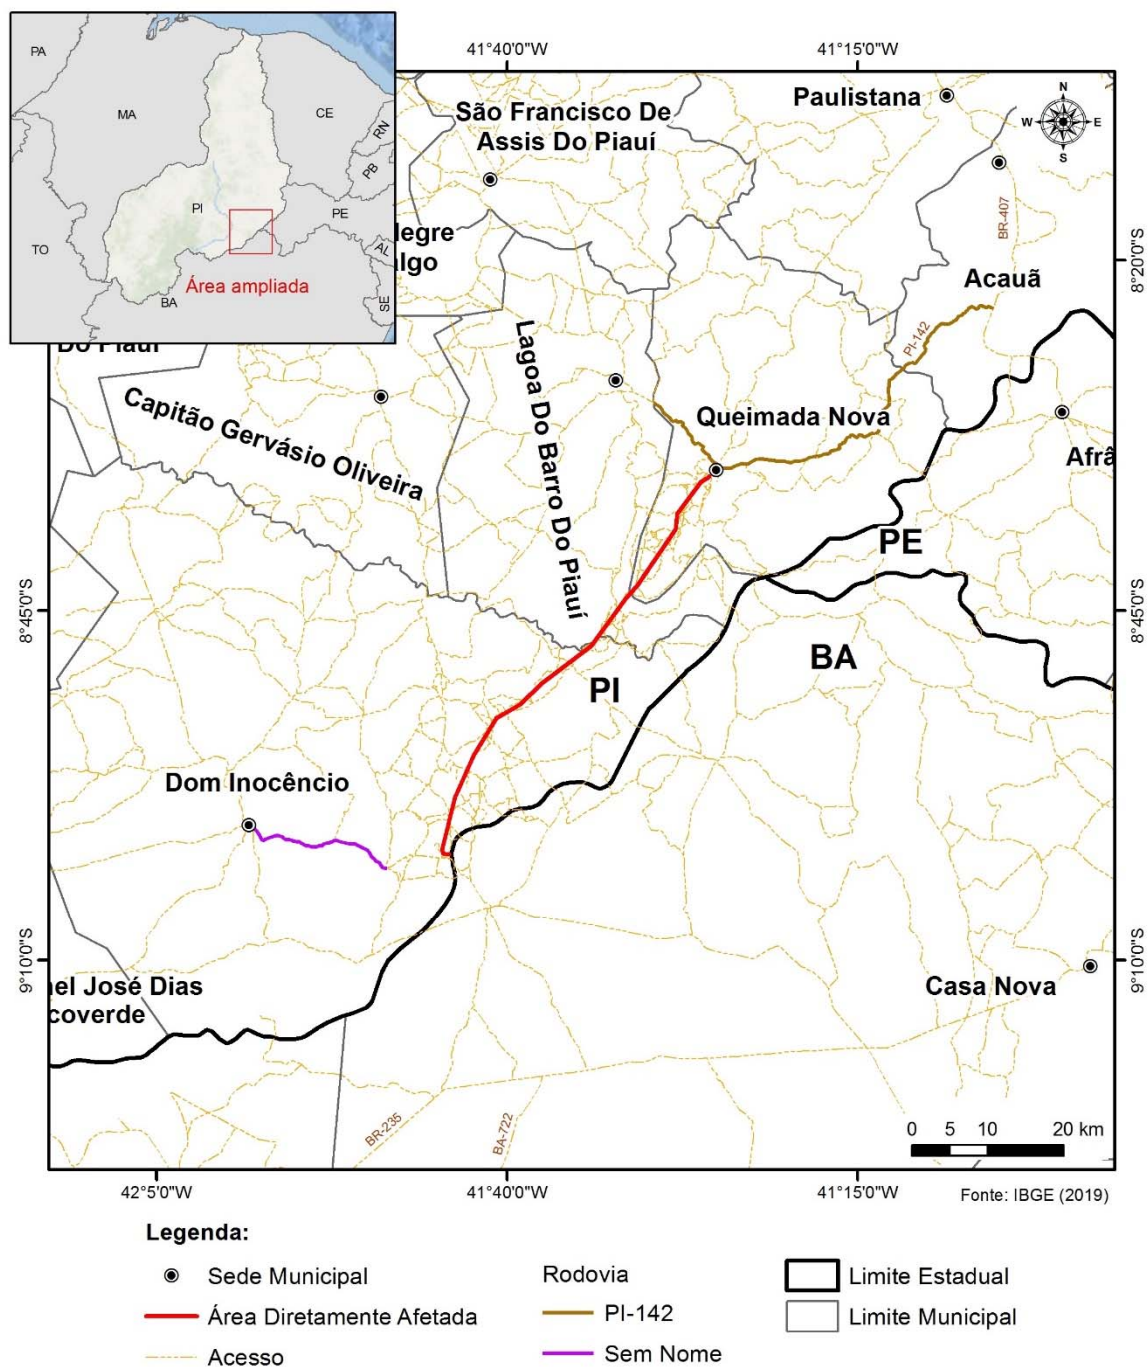 41°40'0"W
41°15'0"W
PA
MA
CE
RN
PB
PI
PE
TO
AL
SE
BA
Área ampliada
São Francisco De
Assis Do Piauí
Paulistana
N
W
E
S
BR-407
legre
algo
8°20'0"S
Acauã
PI-142
Do Piauí
Lagoa Do Barro Do Piauí
Capitão Gervásio Oliveira
Queimada Nova
Afrâ
PE
8°45'0"S
8°45'0"S
BA
PI
Dom Inocêncio
9°10'0"S
9°10'0"S
nel José Dias
coverde
Casa Nova
BR-235
BA-722
0 5 10 20 km
42°5'0"W
41°40'0"W
41°15'0"W
Fonte: IBGE (2019)
Legenda:
Sede Municipal
Área Diretamente Afetada
Acesso
Rodovia
PI-142
Sem Nome
Limite Estadual
Limite Municipal